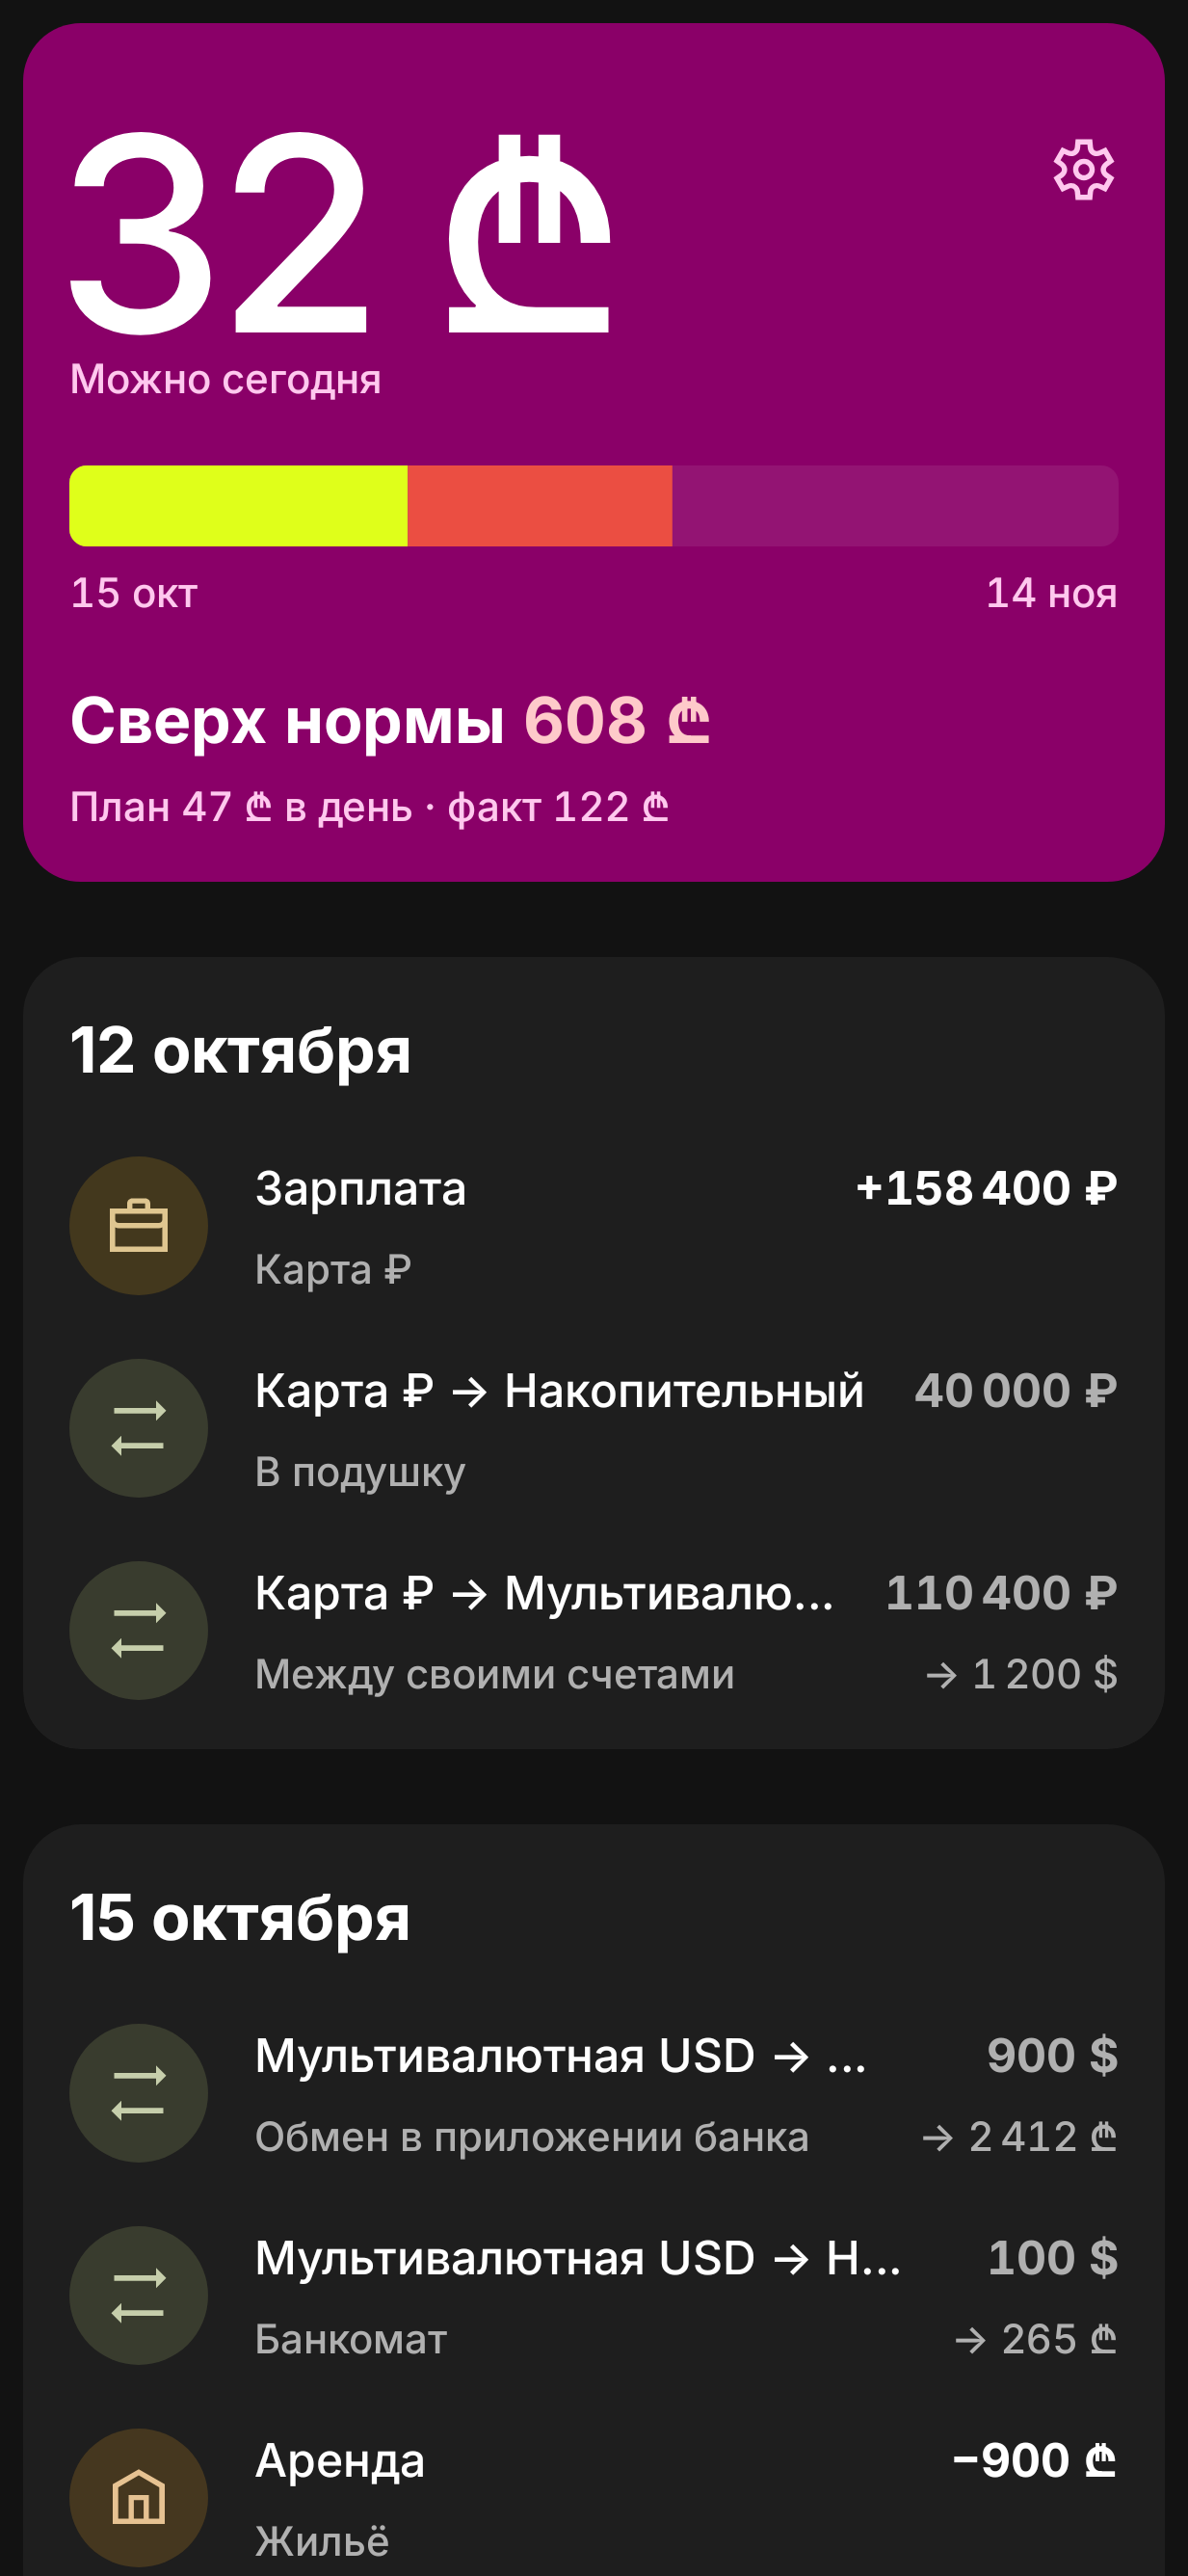 32 ₾
Можно сегодня
15 окт 14 ноя
Сверх нормы 608 ₾
План 47 ₾ в день · факт 122 ₾
12 октября
Зарплата +158 400 ₽
Карта ₽
Карта ₽ → Накопительный 40 000 ₽
В подушку
Карта ₽ → Мультивалю... 110 400 ₽
Между своими счетами → 1 200 $
15 октября
Мультивалютная USD → ... 900 $
Обмен в приложении банка → 2 412 ₾
Мультивалютная USD → Н... 100 $
Банкомат → 265 ₾
Аренда −900 ₾
Жильё